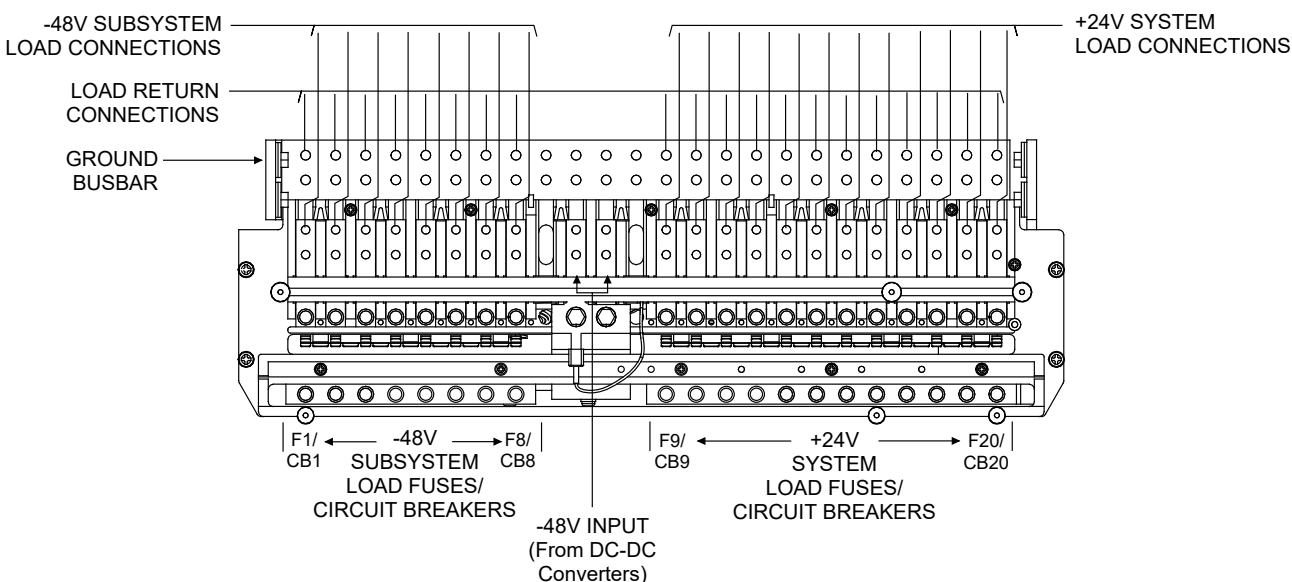 -48V SUBSYSTEM
LOAD CONNECTIONS
+24V SYSTEM
LOAD CONNECTIONS
LOAD RETURN
CONNECTIONS
GROUND
BUSBAR
F1/
CB1
-48V
SUBSYSTEM
LOAD FUSES/
CIRCUIT BREAKERS
F8/
CB8
F9/
CB9
+24V
SYSTEM
LOAD FUSES/
CIRCUIT BREAKERS
F20/
CB20
-48V INPUT
(From DC-DC
Converters)